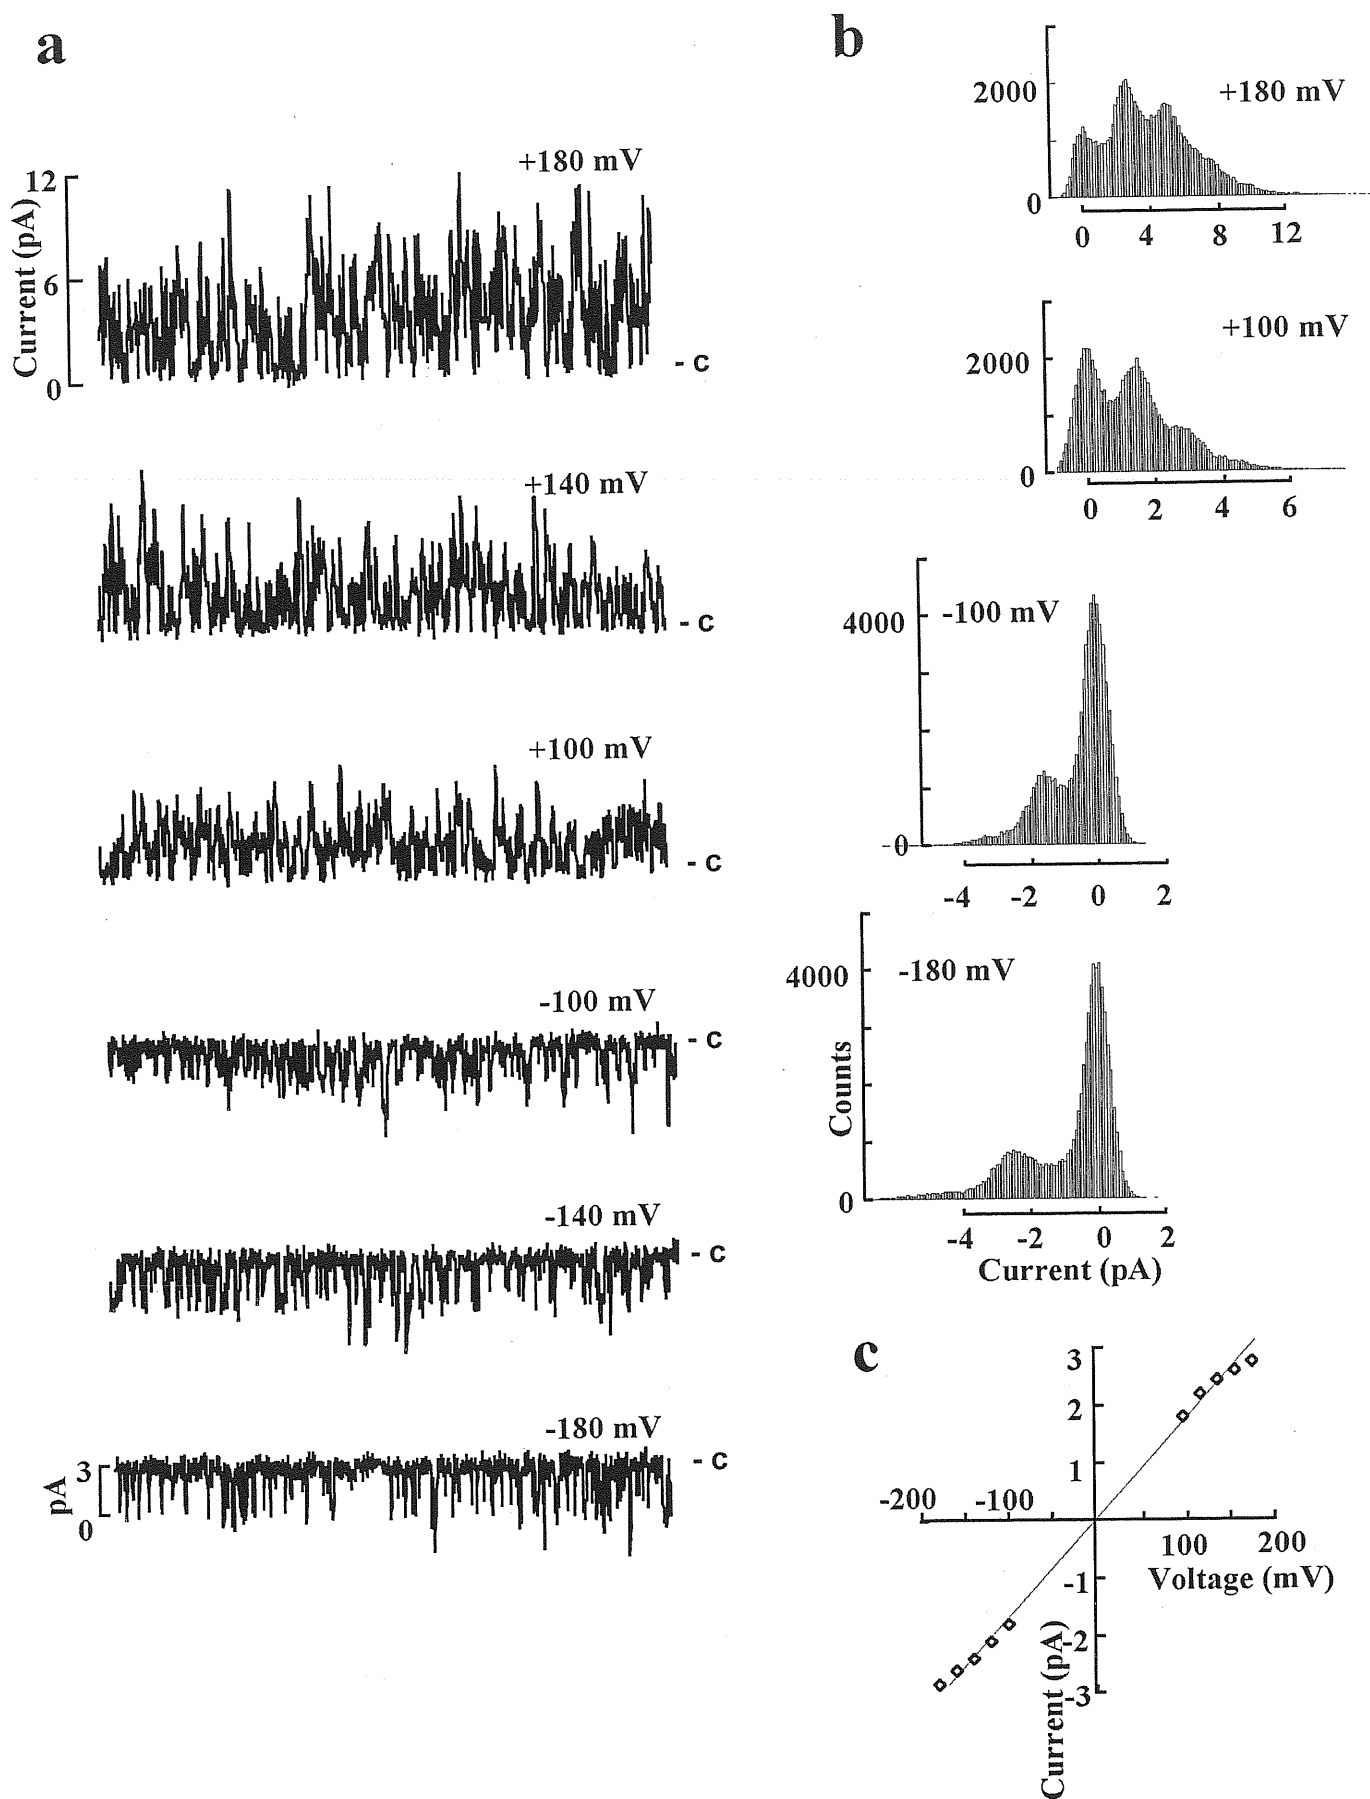 a
+180 mV
12
6
0
Current (pA)
- c
+140 mV
- c
+100 mV
- c
-100 mV
- c
-140 mV
- c
-180 mV
3
0
pA
- c
b
+180 mV
2000
0
0 4 8 12
+100 mV
2000
0
0 2 4 6
-100 mV
4000
-0
-4 -2 0 2
-180 mV
4000
0
Counts
-4 -2 0 2
Current (pA)
c
3
2
1
-200 -100
100 200
Voltage (mV)
-1
-2
-3
Current (pA)